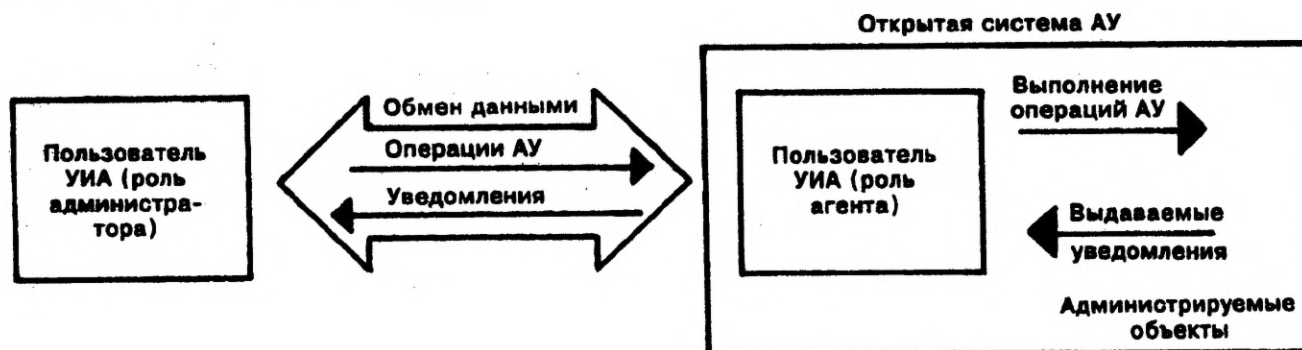 Открытая система АУ
Пользователь
УИА (роль
администра-
тора)
Обмен данными
Операции АУ
Уведомления
Пользователь
УИА (роль
агента)
Выполнение
операций АУ
Выдаваемые
уведомления
Администрируемые
объекты